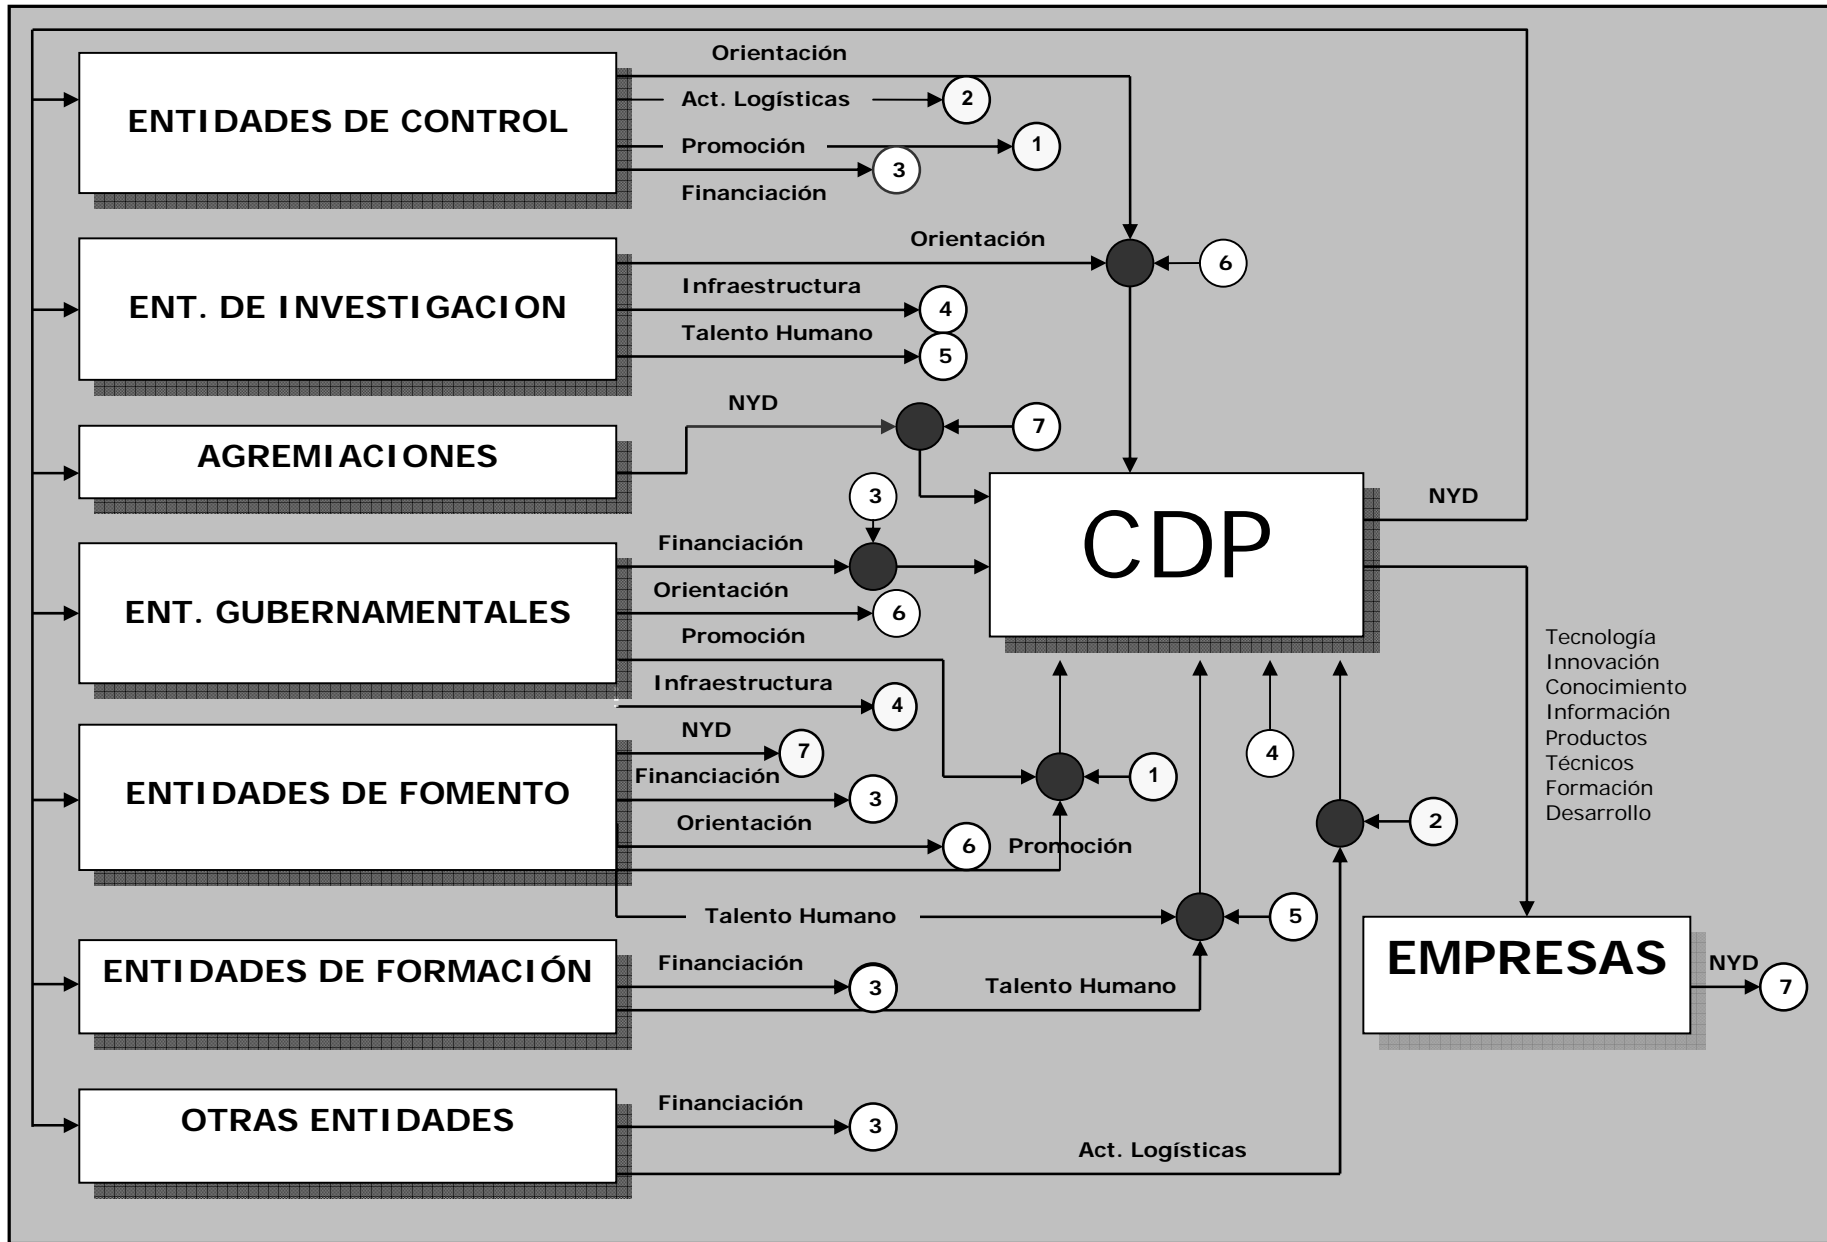 Orientación
ENTIDADES DE CONTROL
Act. Logísticas
2
Promoción
1
3
Financiación
Orientación
6
ENT. DE INVESTIGACION
Infraestructura
4
Talento Humano
5
NYD
7
AGREMIACIONES
3
CDP
NYD
Financiación
ENT. GUBERNAMENTALES
Orientación
6
Promoción
Infraestructura
4
Tecnología
Innovación
Conocimiento
Información
Productos
Técnicos
Formación
Desarrollo
NYD
7
4
1
ENTIDADES DE FOMENTO
Financiación
3
Orientación
6
Promoción
2
Talento Humano
5
ENTIDADES DE FORMACIÓN
Financiación
3
Talento Humano
EMPRESAS
NYD
7
OTRAS ENTIDADES
Financiación
3
Act. Logísticas